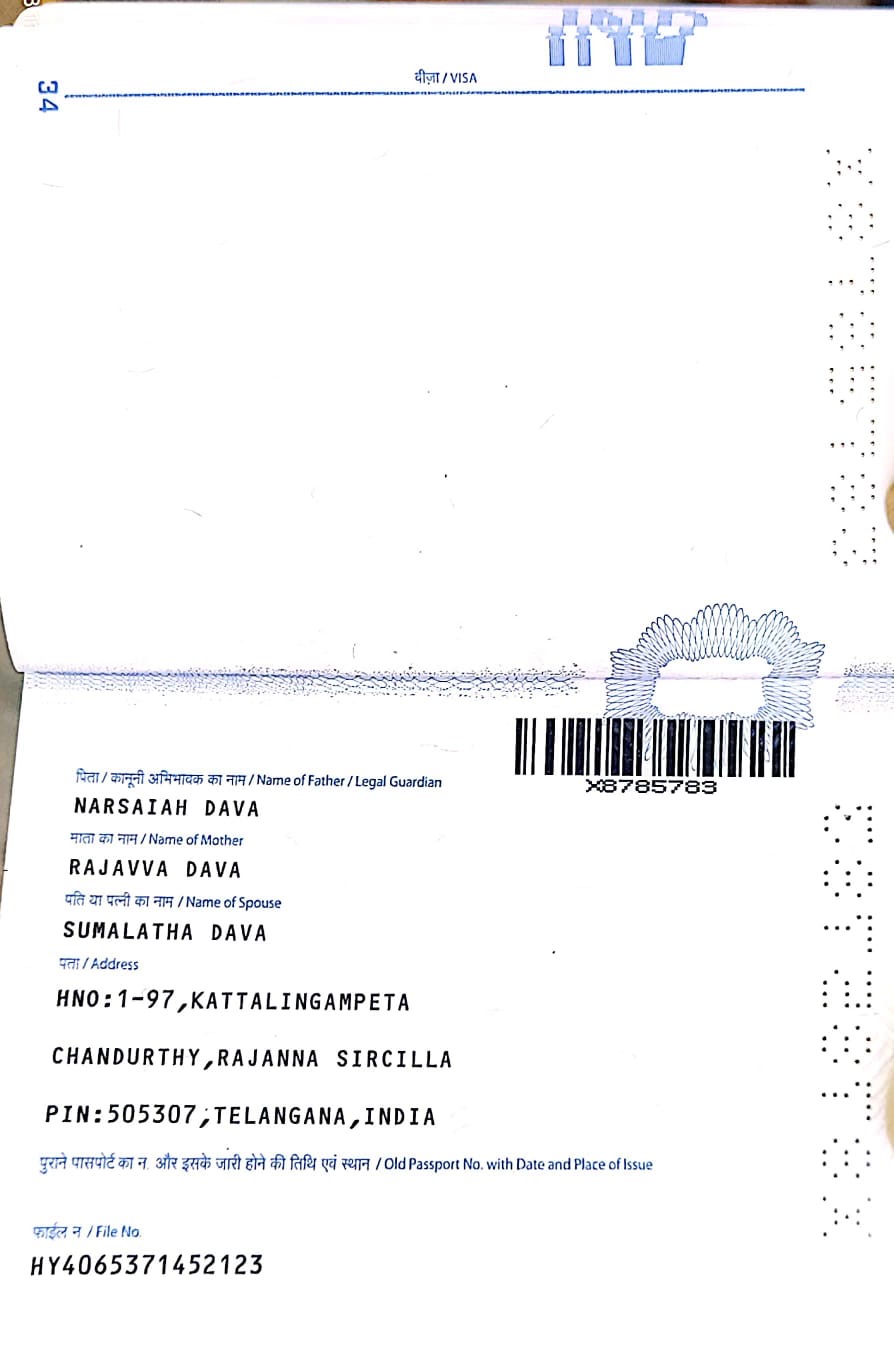 34
वीज़ा / VISA
X8785783
पिता / कानूनी अभिभावक का नाम / Name of Father / Legal Guardian
NARSAIAH DAVA
माता का नाम / Name of Mother
RAJAVVA DAVA
पति या पत्नी का नाम / Name of Spouse
SUMALATHA DAVA
पता / Address
HNO:1-97,KATTALINGAMPETA
CHANDURTHY,RAJANNA SIRCILLA
PIN:505307,TELANGANA,INDIA
पुराने पासपोर्ट का न. और इसके जारी होने की तिथि एवं स्थान / Old Passport No. with Date and Place of Issue
फाईल न / File No.
HY4065371452123
X8785783